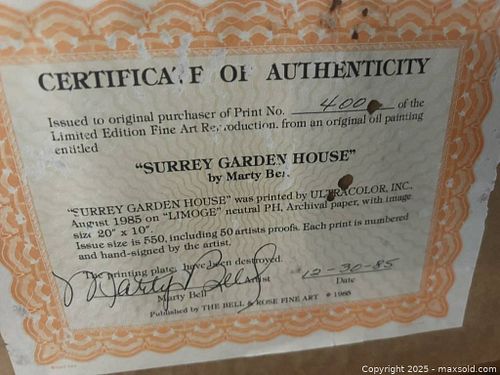 CERTIFICATE OF AUTHENTICITY
Issued to original purchaser of Print No. 400 of the
Limited Edition Fine Art Reproduction, from an original oil painting
entitled
"SURREY GARDEN HOUSE"
by Marty Bell.
"SURREY GARDEN HOUSE" was printed by ULTRACOLOR, INC.
August 1985 on "LIMOGE" neutral PH, Archival paper, with image
size 20" x 10".
Issue size is 550, including 50 artists proofs. Each print is numbered
and hand-signed by the artist.
The printing plates have been destroyed.
Marty Bell 12-30-85
Marty Bell Artist Date
Published by THE BELL & ROSE FINE ART © 1985
Copyright 2025 - maxsold.com